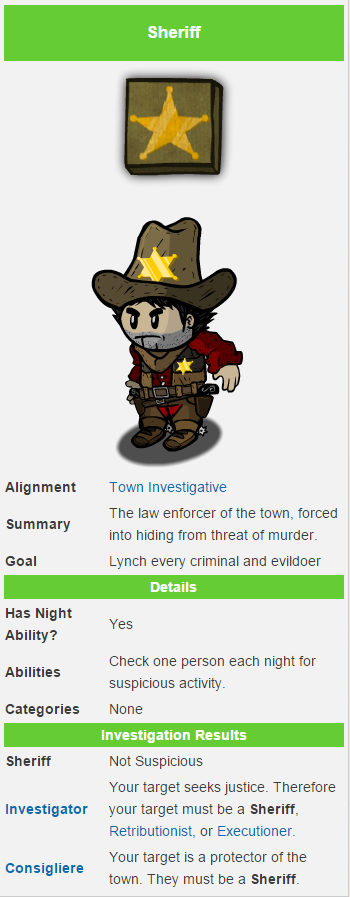 Sheriff
Alignment Town Investigative
Summary The law enforcer of the town, forced
into hiding from threat of murder.
Goal Lynch every criminal and evildoer
Details
Has Night
Ability? Yes
Abilities Check one person each night for
suspicious activity.
Categories None
Investigation Results
Sheriff Not Suspicious
Investigator Your target seeks justice. Therefore
your target must be a Sheriff,
Retributionist, or Executioner.
Consigliere Your target is a protector of the
town. They must be a Sheriff.